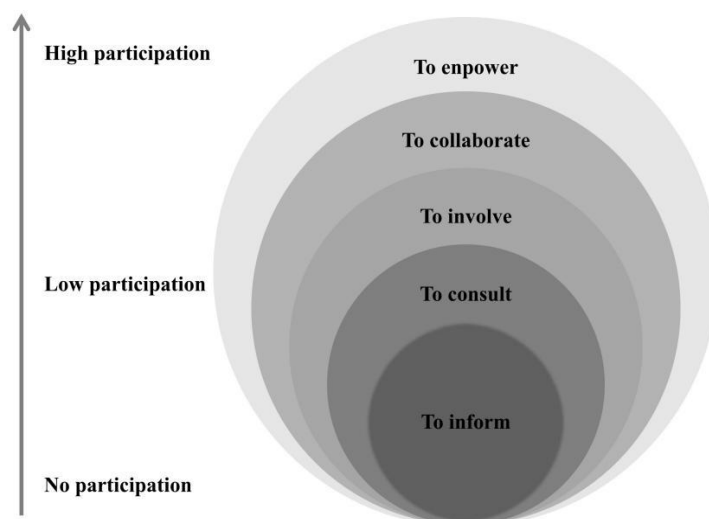 High participation
To enpower
To collaborate
To involve
Low participation
To consult
To inform
No participation